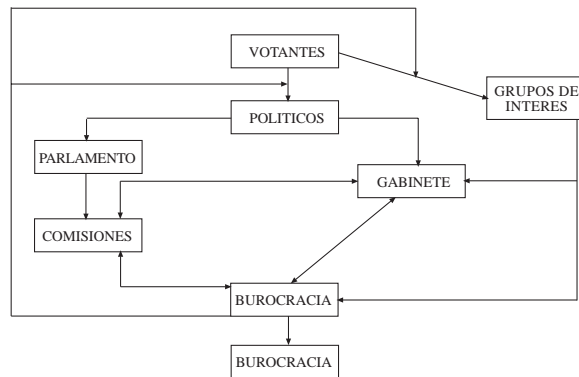 VOTANTES
GRUPOS DE
INTERES
POLITICOS
PARLAMENTO
GABINETE
COMISIONES
BUROCRACIA
BUROCRACIA